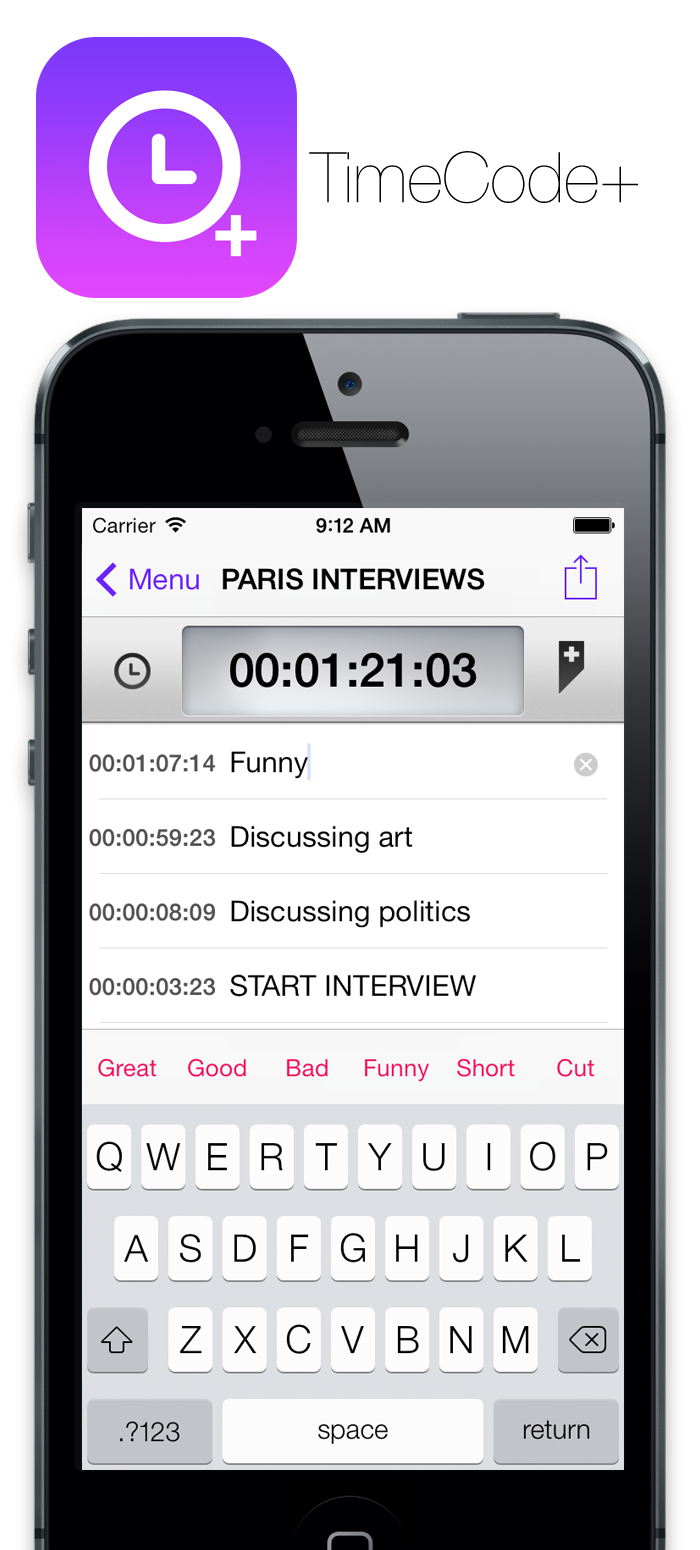 TimeCode+
Carrier 9:12 AM
Menu PARIS INTERVIEWS
00:01:21:03
00:01:07:14 Funny
00:00:59:23 Discussing art
00:00:08:09 Discussing politics
00:00:03:23 START INTERVIEW
Great Good Bad Funny Short Cut
Q W E R T Y U I O P
A S D F G H J K L
Z X C V B N M
.?123 space return